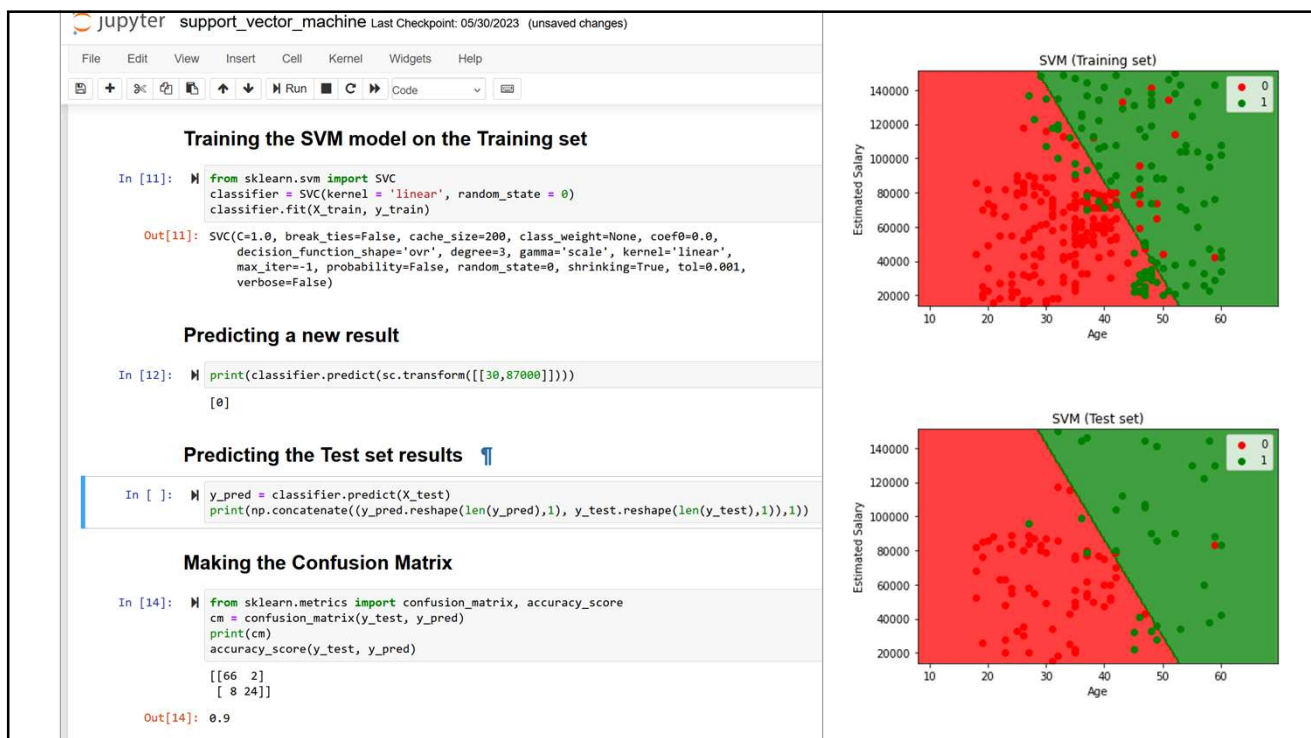 jupyter support_vector_machine Last Checkpoint: 05/30/2023 (unsaved changes)
File Edit View Insert Cell Kernel Widgets Help
Run Code
Training the SVM model on the Training set
In [11]: from sklearn.svm import SVC
classifier = SVC(kernel = 'linear', random_state = 0)
classifier.fit(X_train, y_train)
Out[11]: SVC(C=1.0, break_ties=False, cache_size=200, class_weight=None, coef0=0.0,
decision_function_shape='ovr', degree=3, gamma='scale', kernel='linear',
max_iter=-1, probability=False, random_state=0, shrinking=True, tol=0.001,
verbose=False)
Predicting a new result
In [12]: print(classifier.predict(sc.transform([[30,87000]])))
[0]
Predicting the Test set results ¶
In [ ]: y_pred = classifier.predict(X_test)
print(np.concatenate((y_pred.reshape(len(y_pred),1), y_test.reshape(len(y_test),1)),1))
Making the Confusion Matrix
In [14]: from sklearn.metrics import confusion_matrix, accuracy_score
cm = confusion_matrix(y_test, y_pred)
print(cm)
accuracy_score(y_test, y_pred)
[[66 2]
[ 8 24]]
Out[14]: 0.9
SVM (Training set)
0
1
Estimated Salary
140000
120000
100000
80000
60000
40000
20000
10 20 30 40 50 60
Age
SVM (Test set)
0
1
Estimated Salary
140000
120000
100000
80000
60000
40000
20000
10 20 30 40 50 60
Age